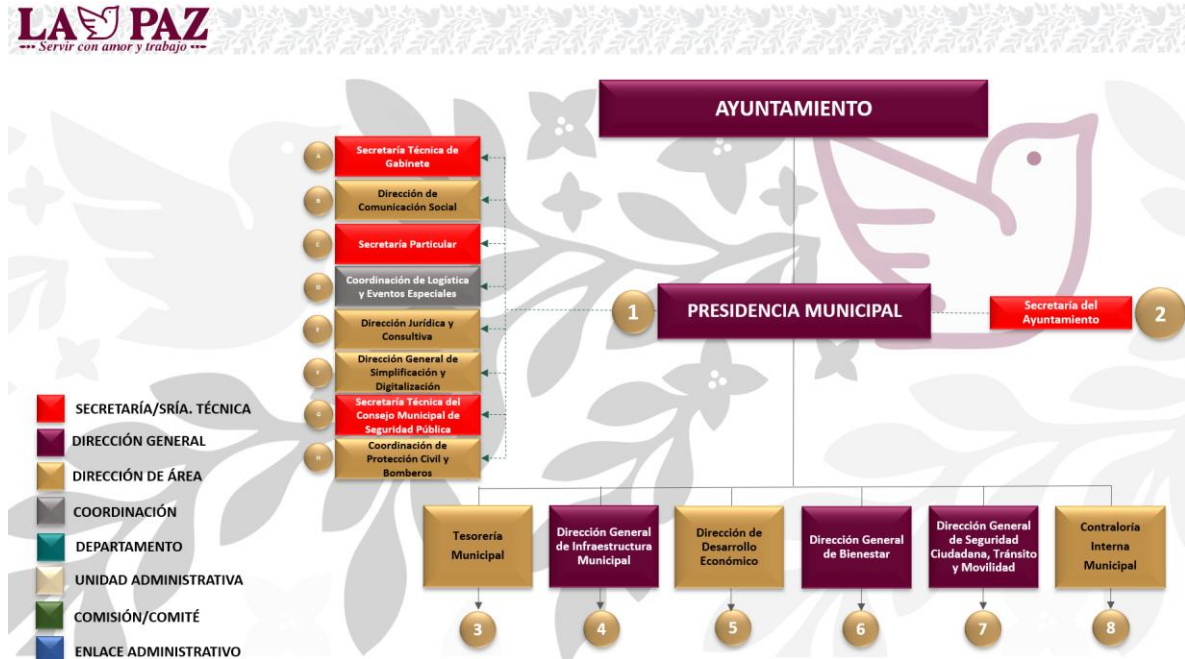 LA PAZ
Servir con amor y trabajo
AYUNTAMIENTO
A
Secretaría Técnica de
Gabinete
B
Dirección de
Comunicación Social
C
Secretaría Particular
D
Coordinación de Logística
y Eventos Especiales
Dirección Jurídica y
Consultiva
F
Dirección General de
Simplificación y
Digitalización
G
Secretaría Técnica del
Consejo Municipal de
Seguridad Pública
H
Coordinación de
Protección Civil y
Bomberos
1
PRESIDENCIA MUNICIPAL
Secretaría del
Ayuntamiento
2
SECRETARÍA/SRÍA. TÉCNICA
DIRECCIÓN GENERAL
DIRECCIÓN DE ÁREA
COORDINACIÓN
DEPARTAMENTO
UNIDAD ADMINISTRATIVA
COMISIÓN/COMITÉ
ENLACE ADMINISTRATIVO
Tesorería
Municipal
Dirección General
de Infraestructura
Municipal
Dirección de
Desarrollo
Económico
Dirección General
de Bienestar
Dirección General
de Seguridad
Ciudadana, Tránsito
y Movilidad
Contraloría
Interna
Municipal
3
4
5
6
7
8